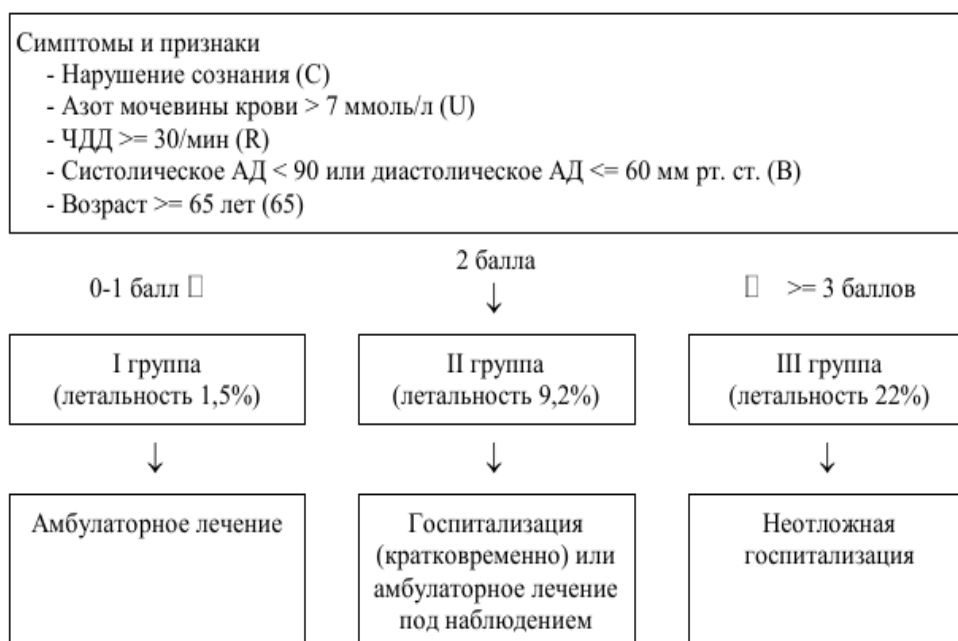 Симптомы и признаки
- Нарушение сознания (C)
- Азот мочевины крови > 7 ммоль/л (U)
- ЧДД >= 30/мин (R)
- Систолическое АД < 90 или диастолическое АД <= 60 мм рт. ст. (B)
- Возраст >= 65 лет (65)
0-1 балл
2 балла
>= 3 баллов
I группа
(летальность 1,5%)
II группа
(летальность 9,2%)
III группа
(летальность 22%)
Амбулаторное лечение
Госпитализация
(кратковременно) или
амбулаторное лечение
под наблюдением
Неотложная
госпитализация